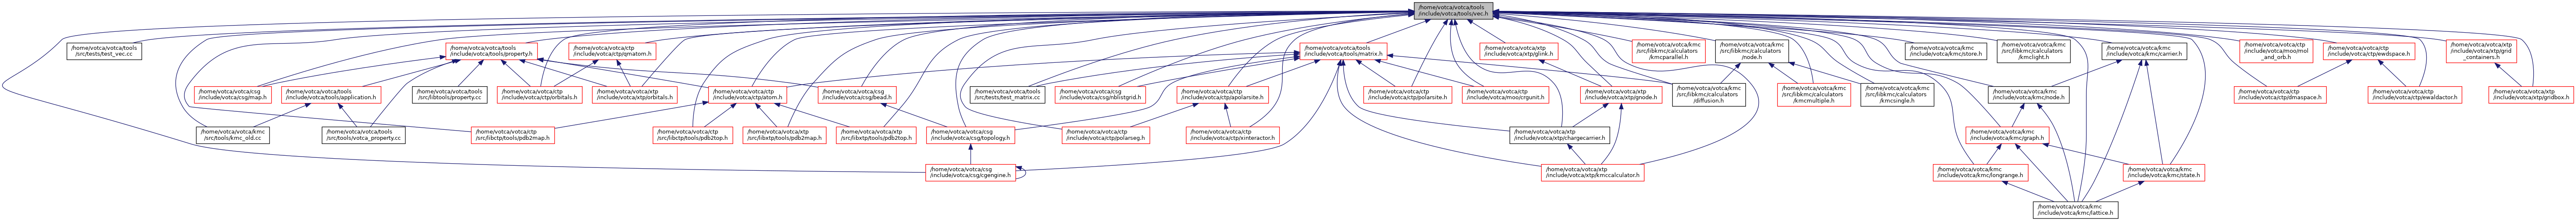 /home/votca/votca/tools
/include/votca/tools/vec.h
/home/votca/votca/tools
/src/tests/test_vec.cc
/home/votca/votca/tools
/include/votca/tools/property.h
/home/votca/votca/ctp
/include/votca/ctp/qmatom.h
/home/votca/votca/tools
/include/votca/tools/matrix.h
/home/votca/votca/xtp
/include/votca/xtp/glink.h
/home/votca/votca/kmc
/src/libkmc/calculators
/kmcparallel.h
/home/votca/votca/kmc
/src/libkmc/calculators
/node.h
/home/votca/votca/kmc
/include/votca/kmc/store.h
/home/votca/votca/kmc
/src/libkmc/calculators
/kmclight.h
/home/votca/votca/kmc
/include/votca/kmc/carrier.h
/home/votca/votca/ctp
/include/votca/moo/mol
_and_orb.h
/home/votca/votca/ctp
/include/votca/ctp/ewdspace.h
/home/votca/votca/xtp
/include/votca/xtp/grid
_containers.h
/home/votca/votca/csg
/include/votca/csg/map.h
/home/votca/votca/tools
/include/votca/tools/application.h
/home/votca/votca/tools
/src/libtools/property.cc
/home/votca/votca/ctp
/include/votca/ctp/orbitals.h
/home/votca/votca/xtp
/include/votca/xtp/orbitals.h
/home/votca/votca/ctp
/include/votca/ctp/atom.h
/home/votca/votca/csg
/include/votca/csg/bead.h
/home/votca/votca/tools
/src/tests/test_matrix.cc
/home/votca/votca/csg
/include/votca/csg/nblistgrid.h
/home/votca/votca/ctp
/include/votca/ctp/apolarsite.h
/home/votca/votca/ctp
/include/votca/ctp/polarsite.h
/home/votca/votca/ctp
/include/votca/moo/crgunit.h
/home/votca/votca/xtp
/include/votca/xtp/gnode.h
/home/votca/votca/kmc
/src/libkmc/calculators
/diffusion.h
/home/votca/votca/kmc
/src/libkmc/calculators
/kmcmultiple.h
/home/votca/votca/kmc
/src/libkmc/calculators
/kmcsingle.h
/home/votca/votca/kmc
/include/votca/kmc/node.h
/home/votca/votca/ctp
/include/votca/ctp/dmaspace.h
/home/votca/votca/ctp
/include/votca/ctp/ewaldactor.h
/home/votca/votca/xtp
/include/votca/xtp/gridbox.h
/home/votca/votca/kmc
/src/tools/kmc_old.cc
/home/votca/votca/tools
/src/tools/votca_property.cc
/home/votca/votca/ctp
/src/libctp/tools/pdb2map.h
/home/votca/votca/ctp
/src/libctp/tools/pdb2top.h
/home/votca/votca/xtp
/src/libxtp/tools/pdb2map.h
/home/votca/votca/xtp
/src/libxtp/tools/pdb2top.h
/home/votca/votca/csg
/include/votca/csg/topology.h
/home/votca/votca/ctp
/include/votca/ctp/polarseg.h
/home/votca/votca/ctp
/include/votca/ctp/xinteractor.h
/home/votca/votca/xtp
/include/votca/xtp/chargecarrier.h
/home/votca/votca/kmc
/include/votca/kmc/graph.h
/home/votca/votca/csg
/include/votca/csg/cgengine.h
/home/votca/votca/xtp
/include/votca/xtp/kmccalculator.h
/home/votca/votca/kmc
/include/votca/kmc/longrange.h
/home/votca/votca/kmc
/include/votca/kmc/state.h
/home/votca/votca/kmc
/include/votca/kmc/lattice.h